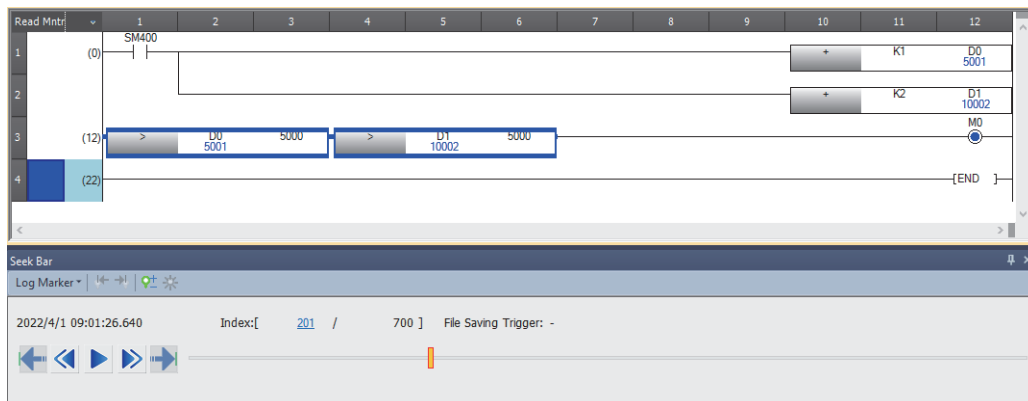 Read Mntr 1 2 3 4 5 6 7 8 9 10 11 12
SM400
1 (0) + K1 D0
5001
2 + K2 D1
10002
M0
3 (12) > D0 5000 > D1 5000
5001 10002
4 (22) [END ]
Seek Bar
Log Marker
2022/4/1 09:01:26.640 Index:[ 201 / 700 ] File Saving Trigger: -